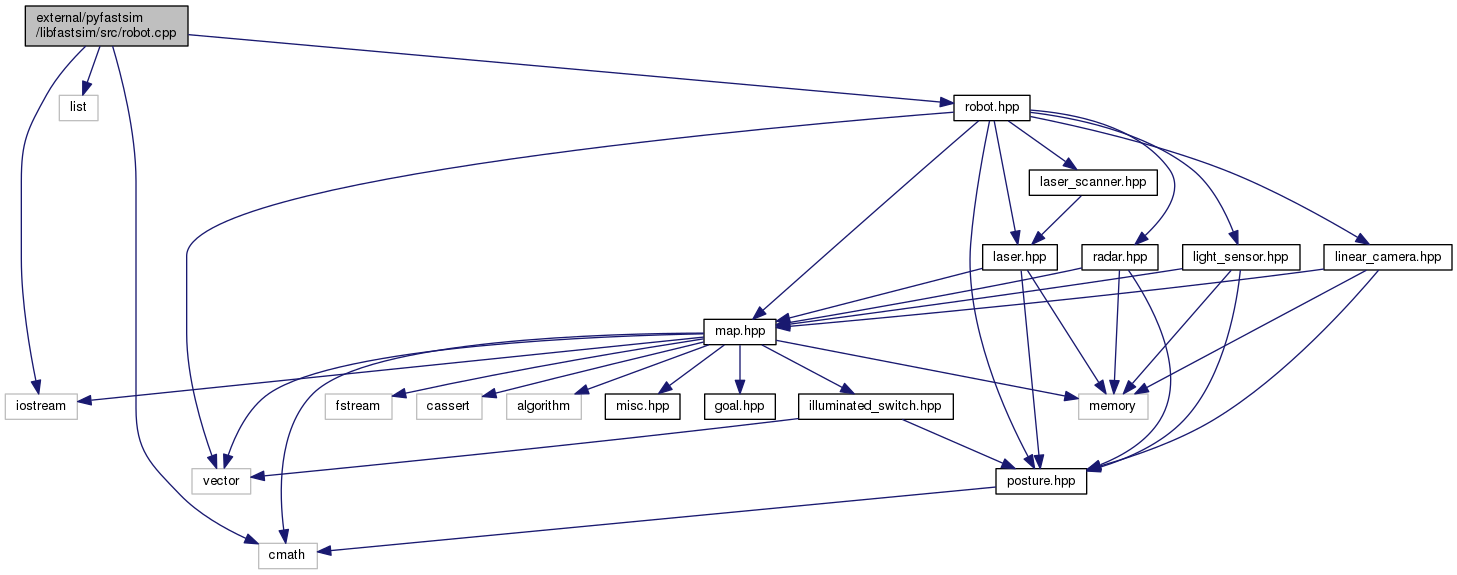 external/pyfastsim
/libfastsim/src/robot.cpp
list
robot.hpp
laser_scanner.hpp
laser.hpp
radar.hpp
light_sensor.hpp
linear_camera.hpp
map.hpp
iostream
fstream
cassert
algorithm
misc.hpp
goal.hpp
illuminated_switch.hpp
memory
vector
posture.hpp
cmath